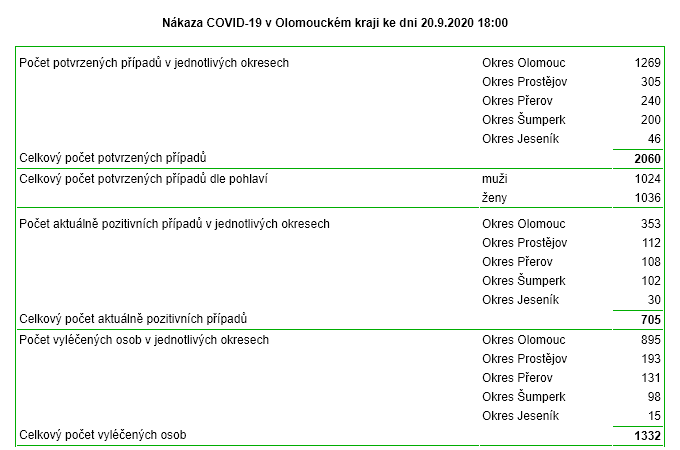 Nákaza COVID-19 v Olomouckém kraji ke dni 20.9.2020 18:00
Počet potvrzených případů v jednotlivých okresech Okres Olomouc 1269
Okres Prostějov 305
Okres Přerov 240
Okres Šumperk 200
Okres Jeseník 46
Celkový počet potvrzených případů 2060
Celkový počet potvrzených případů dle pohlaví muži 1024
ženy 1036
Počet aktuálně pozitivních případů v jednotlivých okresech Okres Olomouc 353
Okres Prostějov 112
Okres Přerov 108
Okres Šumperk 102
Okres Jeseník 30
Celkový počet aktuálně pozitivních případů 705
Počet vyléčených osob v jednotlivých okresech Okres Olomouc 895
Okres Prostějov 193
Okres Přerov 131
Okres Šumperk 98
Okres Jeseník 15
Celkový počet vyléčených osob 1332